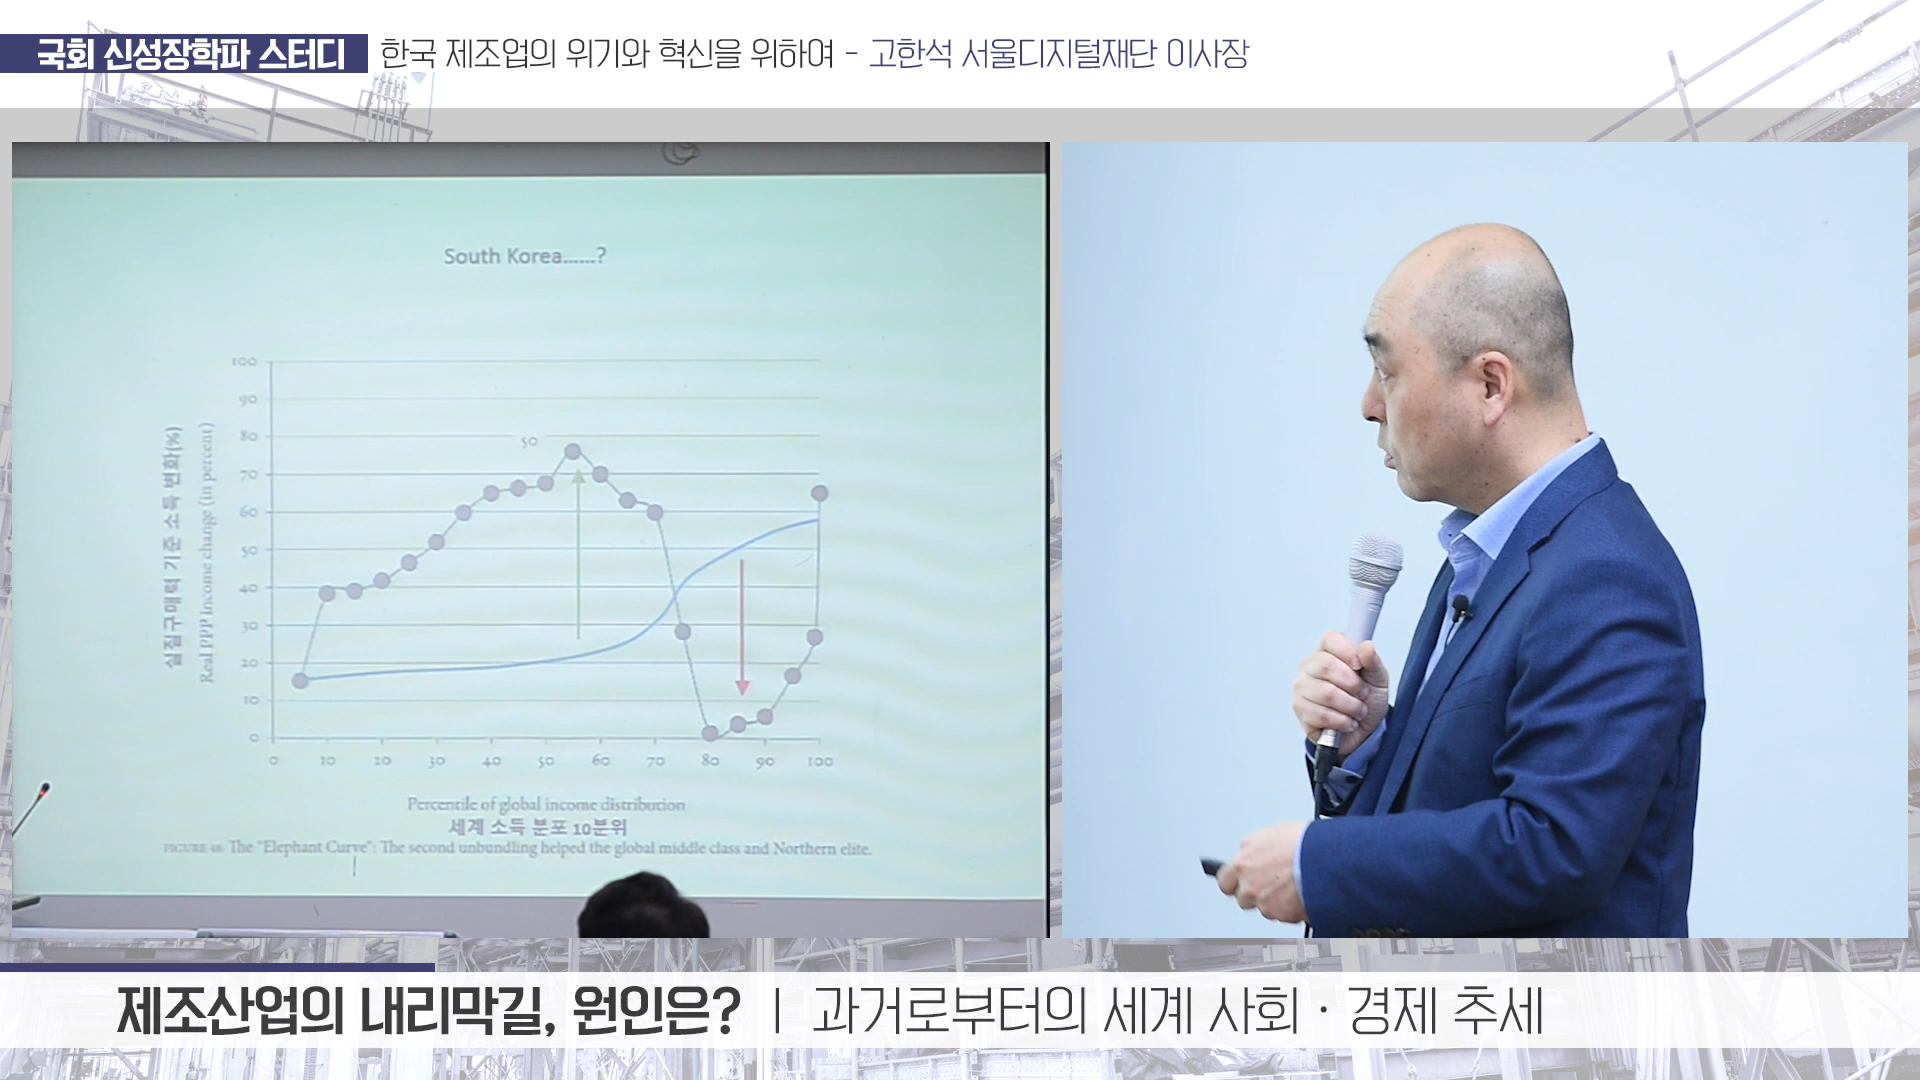 국회 신성장학파 스터디 한국 제조업의 위기와 혁신을 위하여 - 고한석 서울디지털재단 이사장
South Korea......?
100
90
80
70
60
50
40
30
20
10
0
50
실질구매력 기준 소득 변화(%)
Real PPP income change (in percent)
0 10 20 30 40 50 60 70 80 90 100
Percentile of global income distribution
세계 소득 분포 10분위
FIGURE 48: The "Elephant Curve": The second unbundling helped the global middle class and Northern elite.
제조산업의 내리막길, 원인은? | 과거로부터의 세계 사회 · 경제 추세